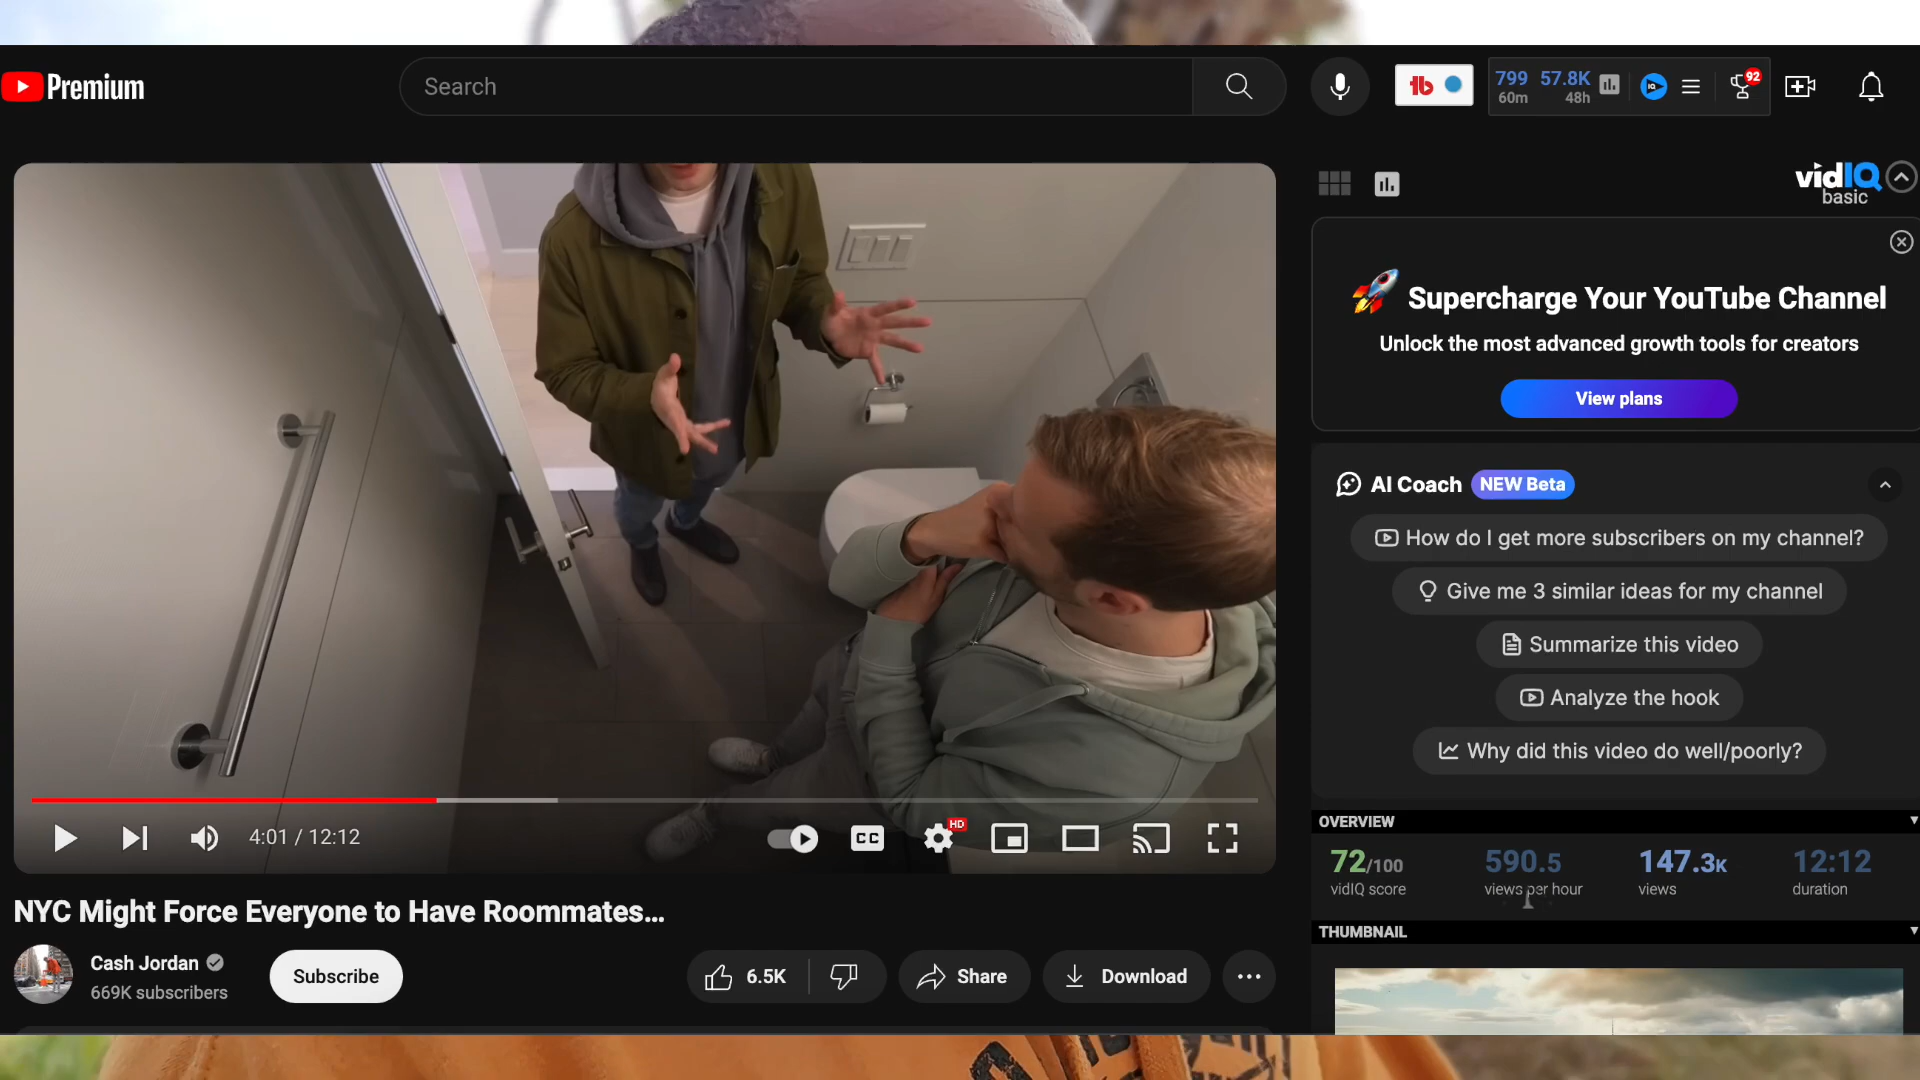 Premium
Search
799 57.8K
60m 48h
92
vidIQ
basic
Supercharge Your YouTube Channel
Unlock the most advanced growth tools for creators
View plans
AI Coach NEW Beta
How do I get more subscribers on my channel?
Give me 3 similar ideas for my channel
Summarize this video
Analyze the hook
Why did this video do well/poorly?
4:01 / 12:12
CC
HD
OVERVIEW
72/100 590.5 147.3K 12:12
vidIQ score views per hour views duration
THUMBNAIL
NYC Might Force Everyone to Have Roommates...
Cash Jordan
669K subscribers
Subscribe
6.5K
Share
Download